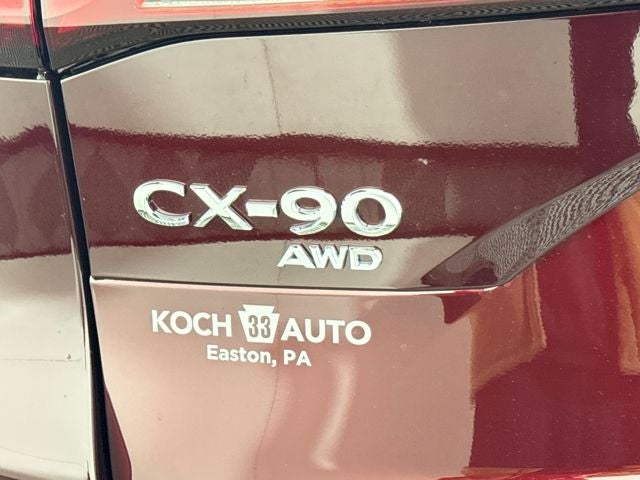 CX-90
AWD
KOCH 33 AUTO
Easton, PA